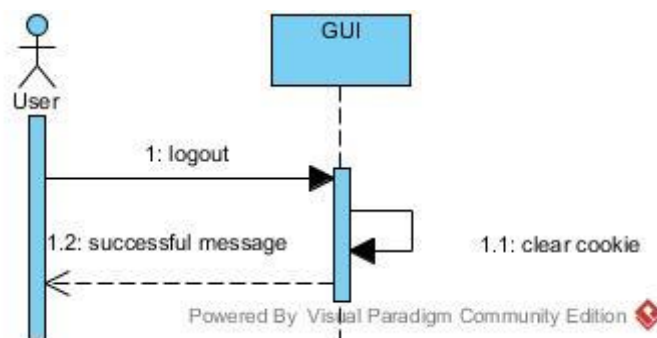 GUI
User
1: logout
1.2: successful message
1.1: clear cookie
Powered By Visual Paradigm Community Edition